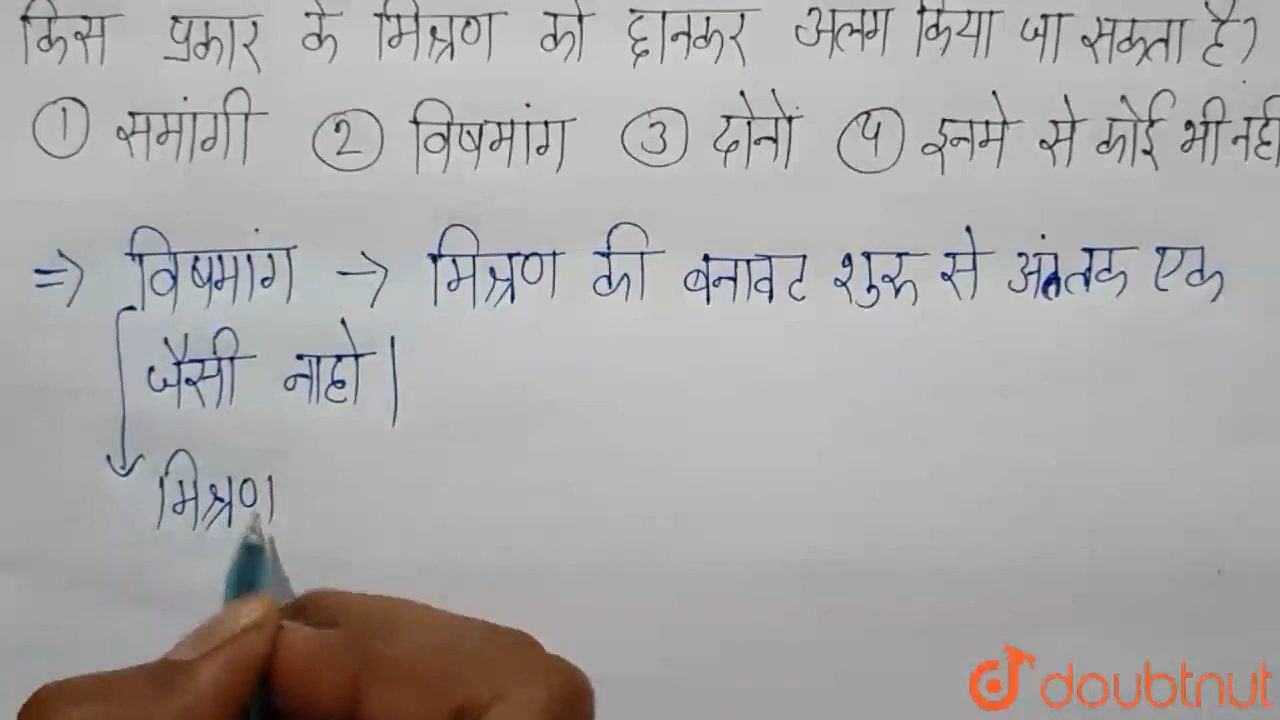 किस प्रकार के मिश्रण को छानकर अलग किया जा सकता है?
① समांगी ② विषमांग ③ दोनों ④ इनमे से कोई भी नही
⇒ विषमांग → मिश्रण की बनावट शुरू से अंततक एक
जैसी नाहो।
मिश्रण
doubtnut